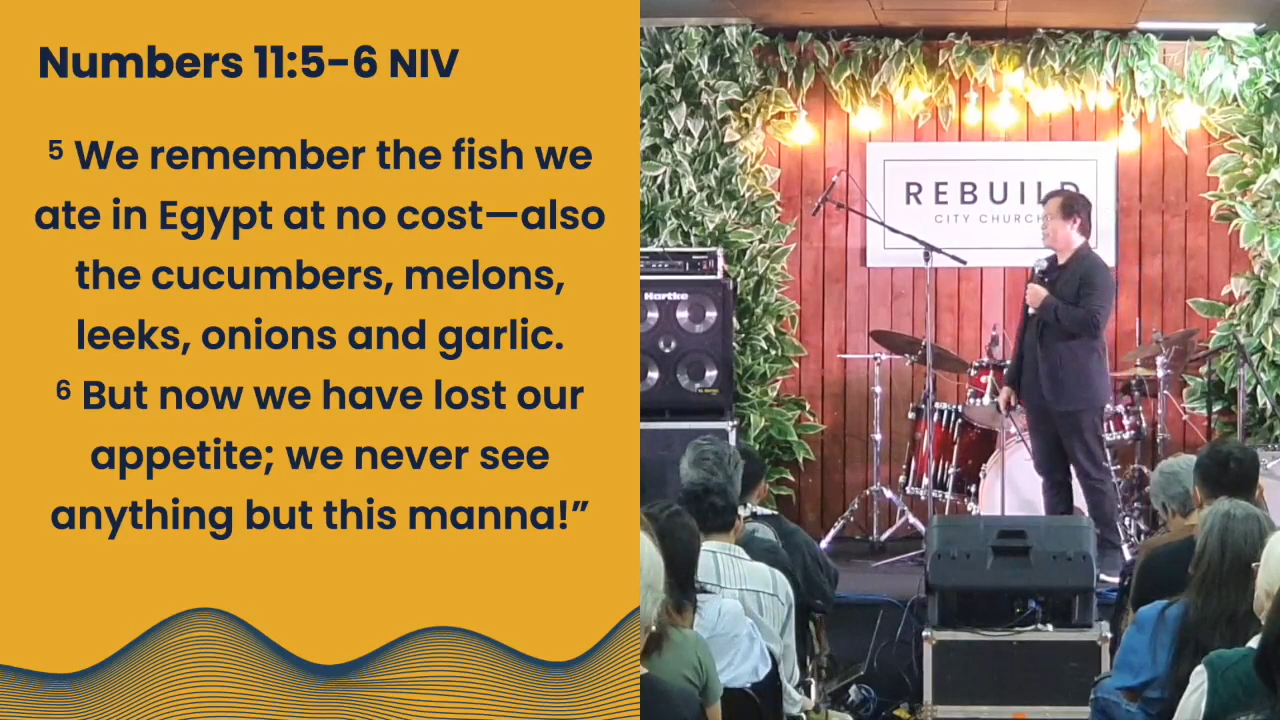 Numbers 11:5-6 NIV
⁵ We remember the fish we
ate in Egypt at no cost—also
the cucumbers, melons,
leeks, onions and garlic.
⁶ But now we have lost our
appetite; we never see
anything but this manna!”
REBUILD
CITY CHURCH
Hartke